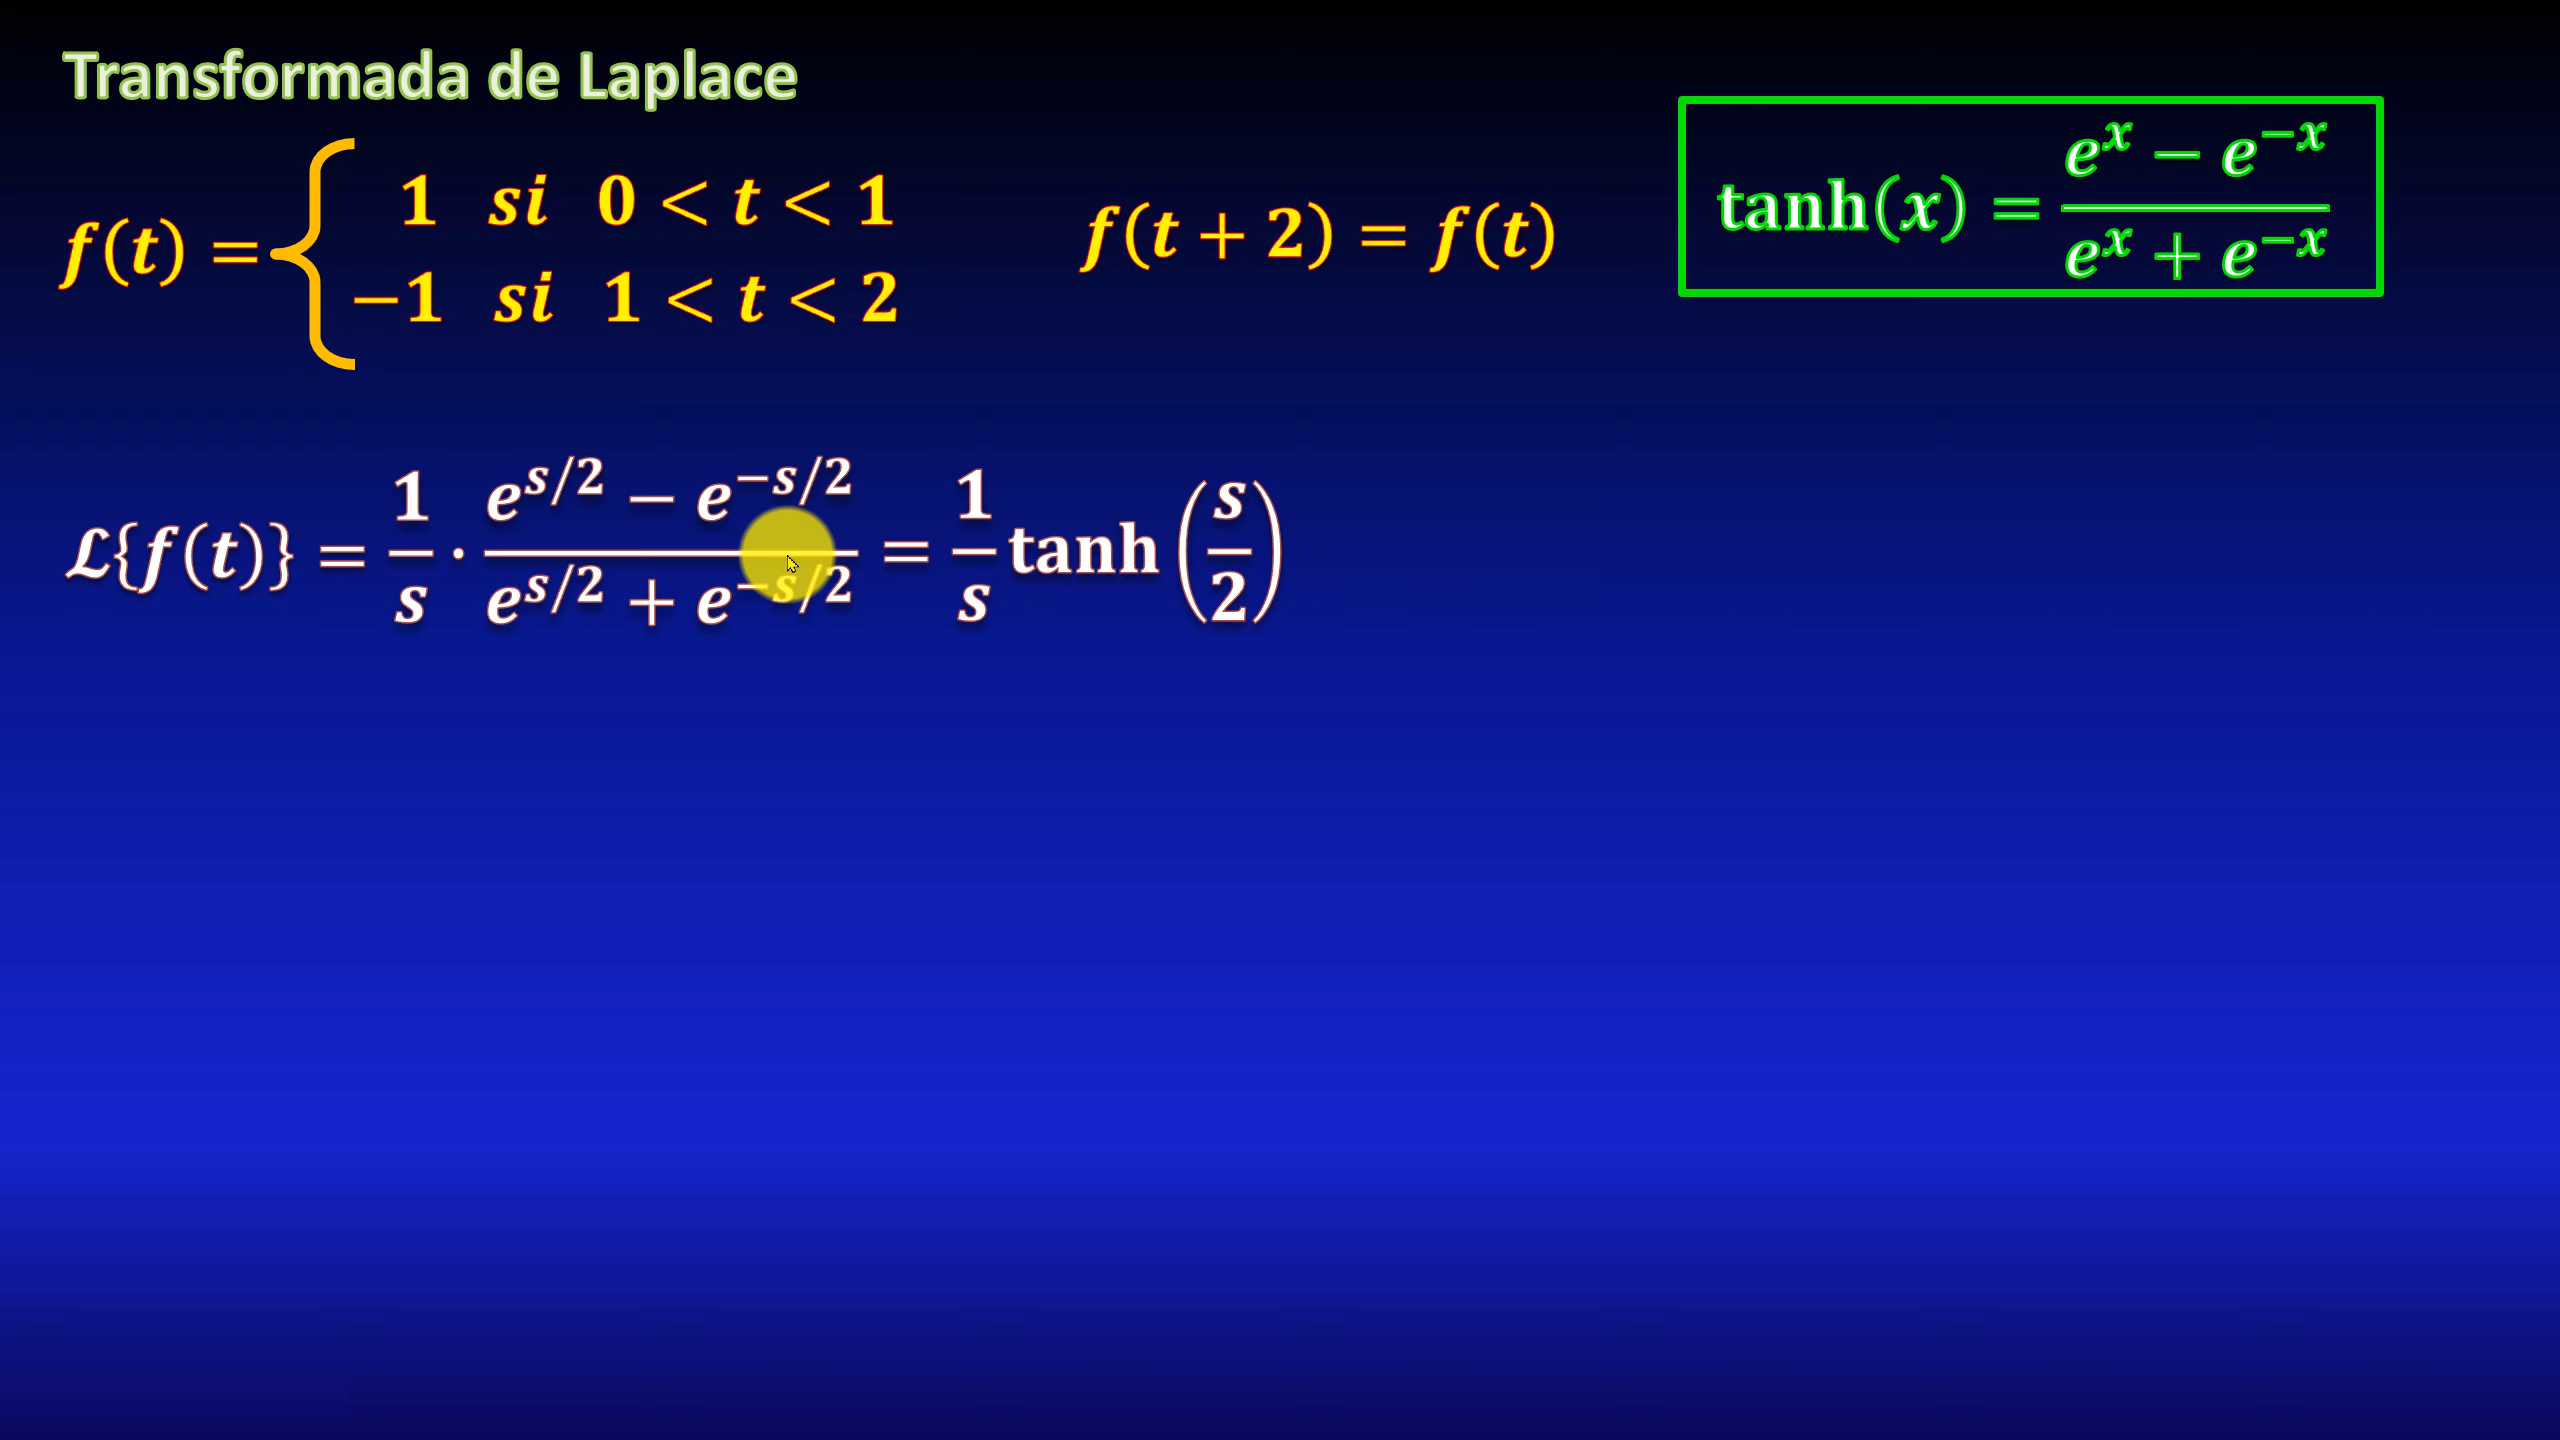 Transformada de Laplace
f(t) = { 1 si 0 < t < 1
−1 si 1 < t < 2
f(t + 2) = f(t)
tanh(x) = (e^x − e^−x)/(e^x + e^−x)
ℒ{f(t)} = 1/s · (e^s/2 − e^−s/2)/(e^s/2 + e^−s/2) = 1/s tanh(s/2)